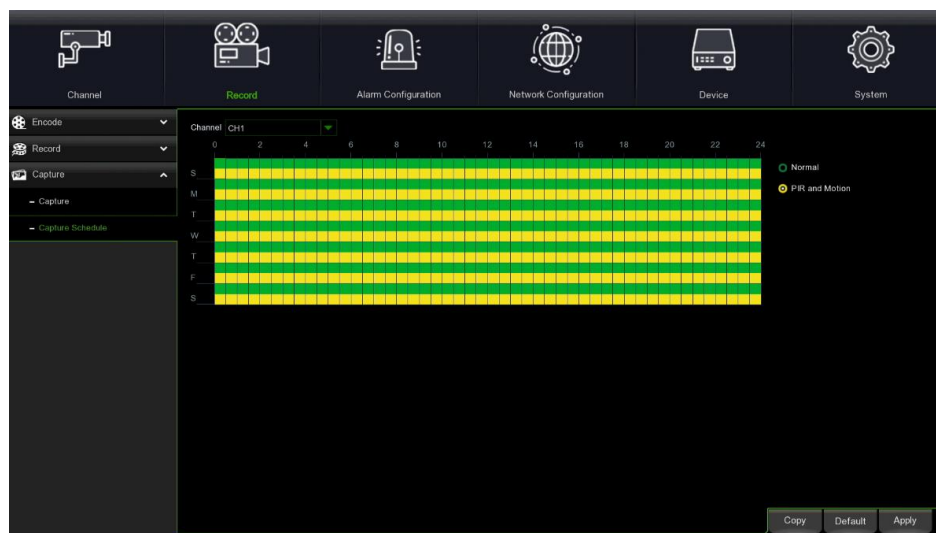 Channel Record Alarm Configuration Network Configuration Device System
Encode
Record
Capture
– Capture
– Capture Schedule
Channel CH1
0 2 4 6 8 10 12 14 16 18 20 22 24
S
M
T
W
T
F
S
Normal
PIR and Motion
Copy Default Apply